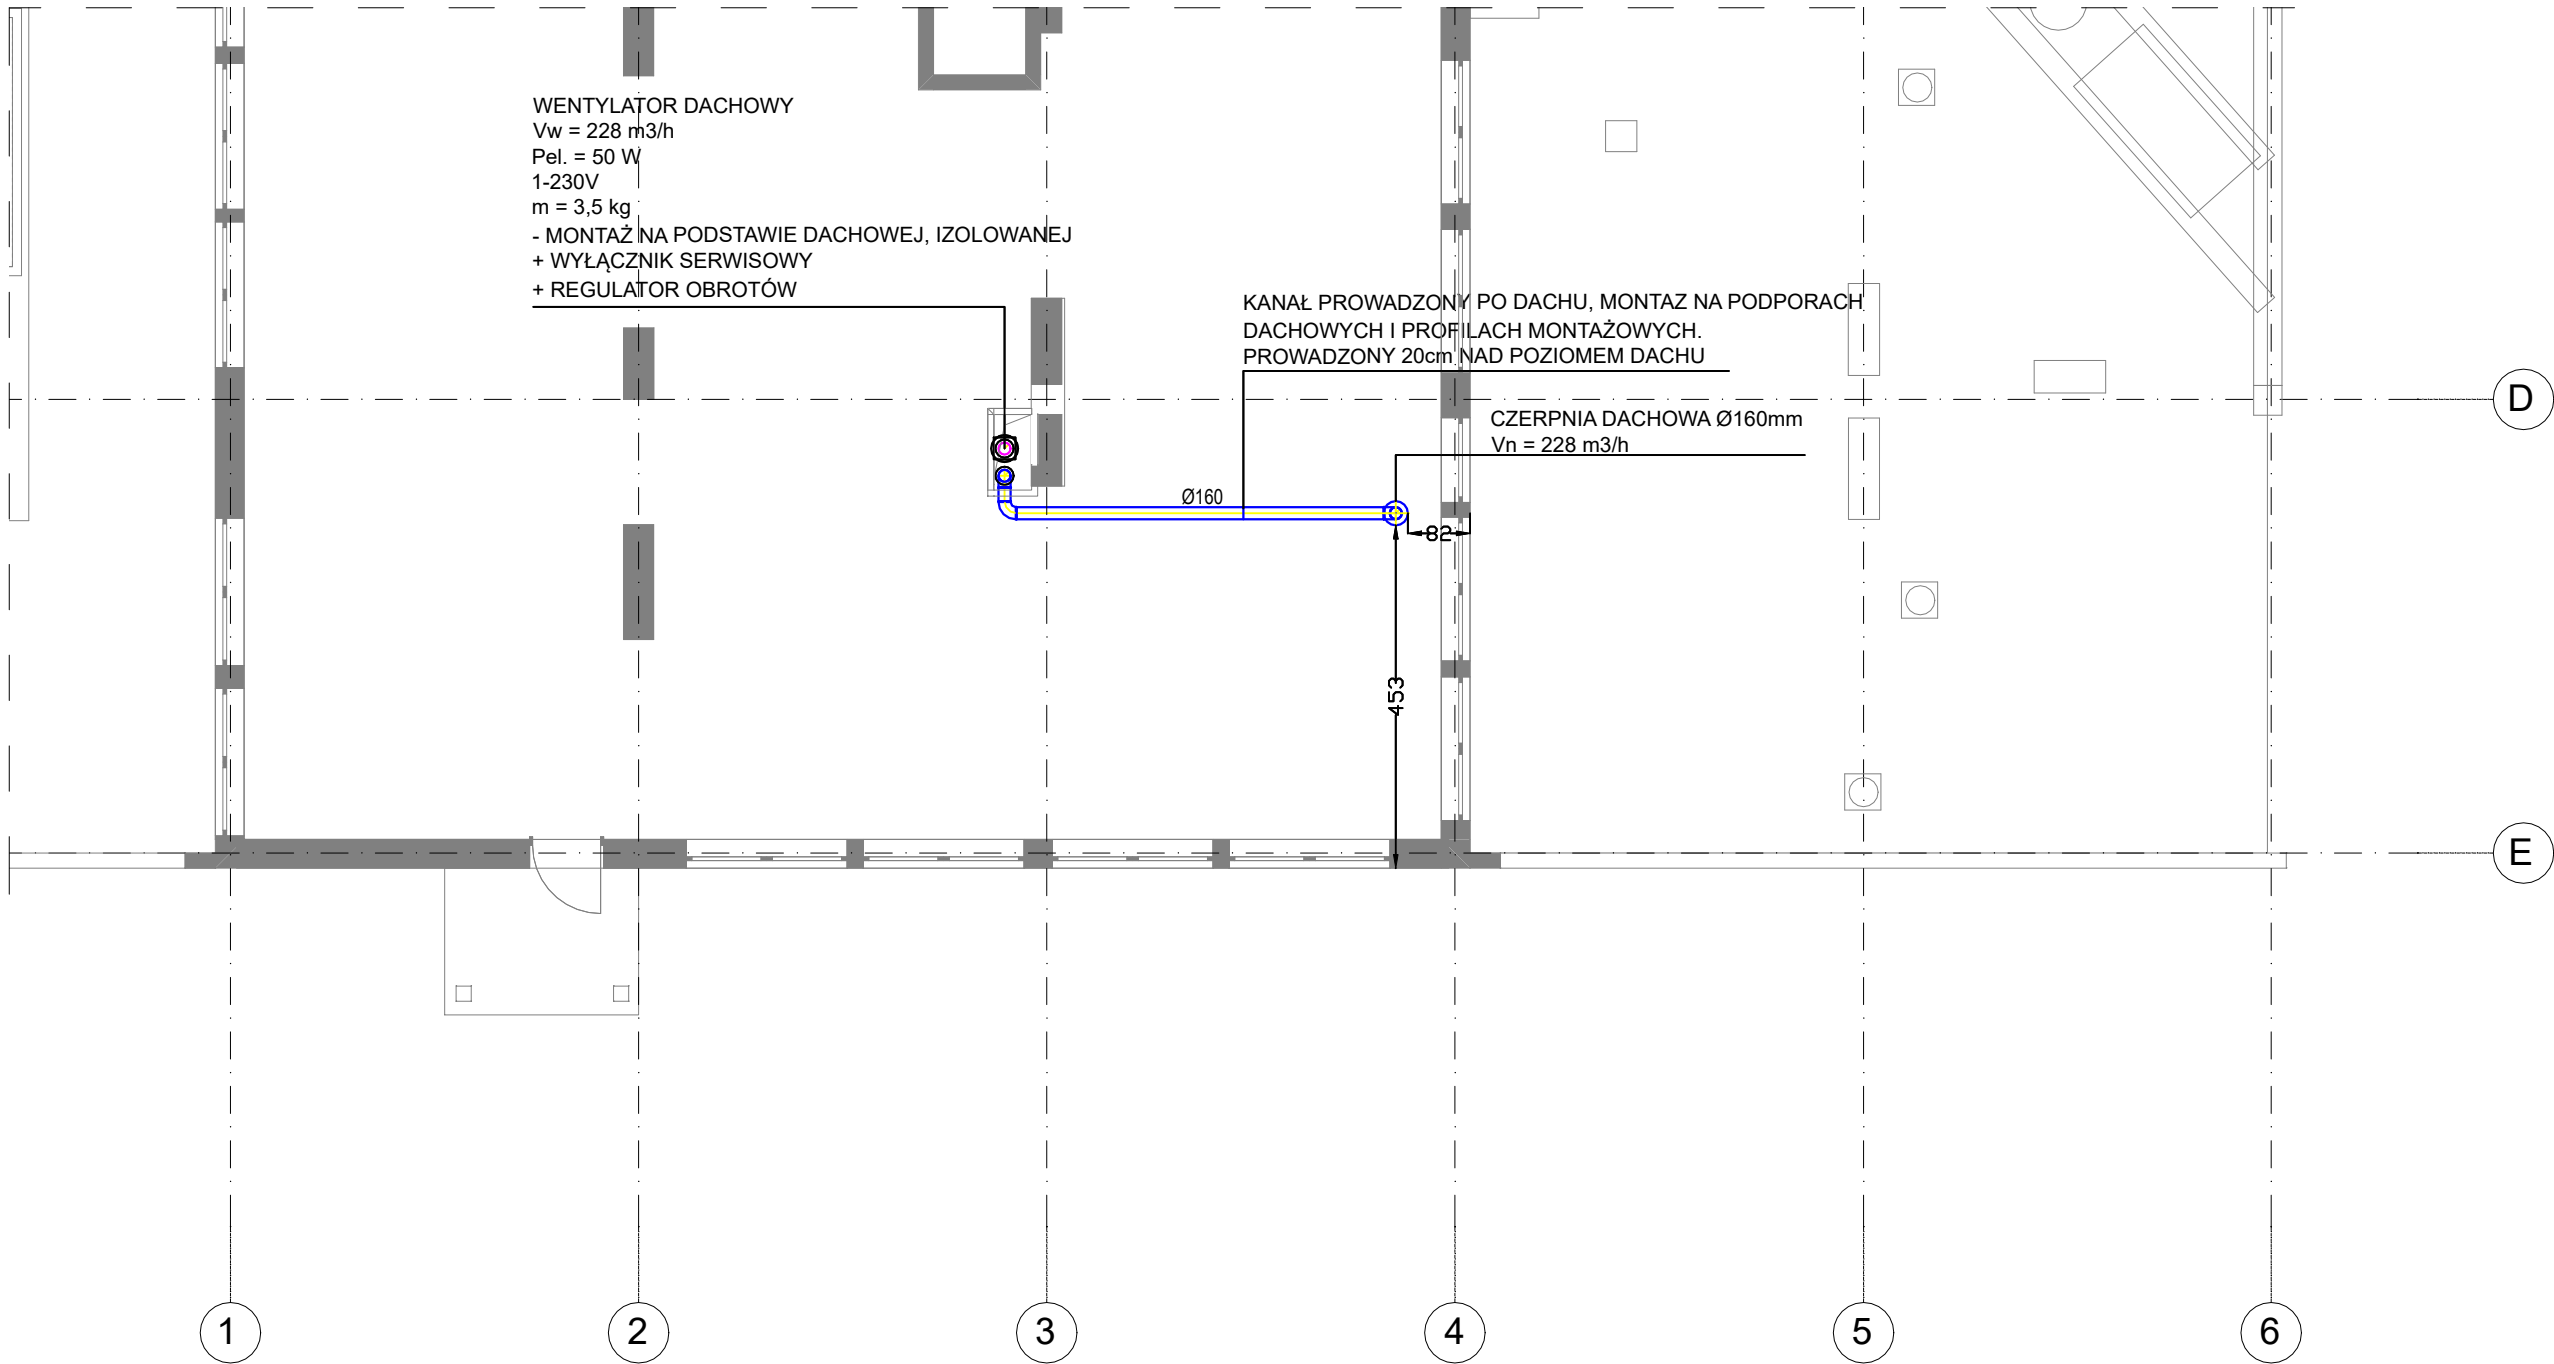 WENTYLATOR DACHOWY
Vw = 228 m3/h
Pel. = 50 W
1-230V
m = 3,5 kg
- MONTAŻ NA PODSTAWIE DACHOWEJ, IZOLOWANEJ
+ WYŁĄCZNIK SERWISOWY
+ REGULATOR OBROTÓW
KANAŁ PROWADZONY PO DACHU, MONTAZ NA PODPORACH
DACHOWYCH I PROFILACH MONTAŻOWYCH.
PROWADZONY 20cm NAD POZIOMEM DACHU
D
CZERPNIA DACHOWA Ø160mm
Vn = 228 m3/h
Ø160
82
453
E
1
2
3
4
5
6